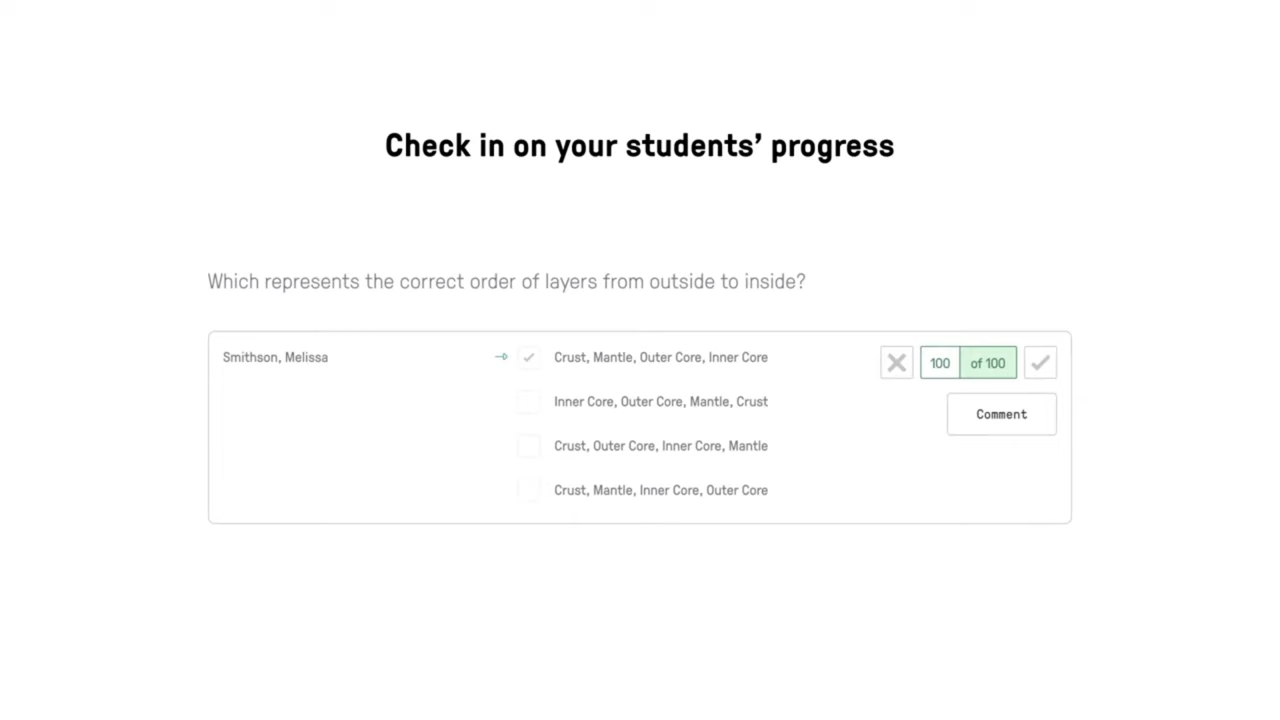 Check in on your students’ progress
Which represents the correct order of layers from outside to inside?
Smithson, Melissa
Crust, Mantle, Outer Core, Inner Core
100 of 100
Inner Core, Outer Core, Mantle, Crust
Comment
Crust, Outer Core, Inner Core, Mantle
Crust, Mantle, Inner Core, Outer Core